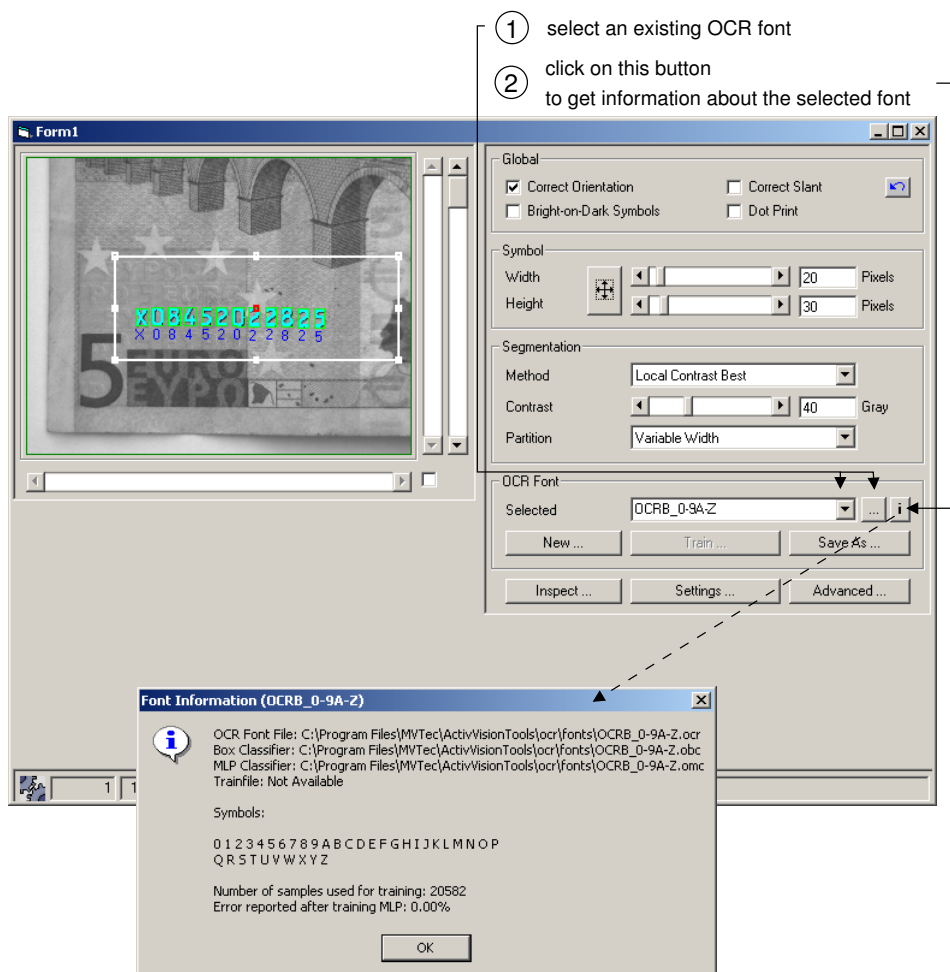 1 select an existing OCR font
2 click on this button
to get information about the selected font
Form1
X08452022825
X08452022825
5 EURO
EYPO
Global
Correct Orientation
Correct Slant
Bright-on-Dark Symbols
Dot Print
Symbol
Width 20 Pixels
Height 30 Pixels
Segmentation
Method Local Contrast Best
Contrast 40 Gray
Partition Variable Width
OCR Font
Selected OCRB_0-9A-Z ... i
New ... Train ... Save As ...
Inspect ... Settings ... Advanced ...
Font Information (OCRB_0-9A-Z)
OCR Font File: C:\Program Files\MVTec\ActivVisionTools\ocr\fonts\OCRB_0-9A-Z.ocr
Box Classifier: C:\Program Files\MVTec\ActivVisionTools\ocr\fonts\OCRB_0-9A-Z.obc
MLP Classifier: C:\Program Files\MVTec\ActivVisionTools\ocr\fonts\OCRB_0-9A-Z.omc
Trainfile: Not Available
Symbols:
0 1 2 3 4 5 6 7 8 9 A B C D E F G H I J K L M N O P
Q R S T U V W X Y Z
Number of samples used for training: 20582
Error reported after training MLP: 0.00%
OK
1 1